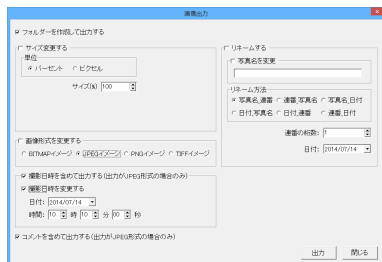 画像出力
フォルダーを作成して出力する
サイズ変更する
単位
パーセント ピクセル
サイズ(%) 100
画像形式を変更する
BITMAPイメージ JPEGイメージ PNGイメージ TIFFイメージ
撮影日時を含めて出力する(出力がJPEG形式の場合のみ)
撮影日時を変更する
日付: 2014/07/14
時間: 10 時 10 分 00 秒
コメントを含めて出力する(出力がJPEG形式の場合のみ)
リネームする
写真名を変更
リネーム方法
写真名_連番 連番_写真名 写真名_日付
日付_写真名 日付_連番 連番_日付
連番の桁数: 1
日付: 2014/07/14
出力 閉じる